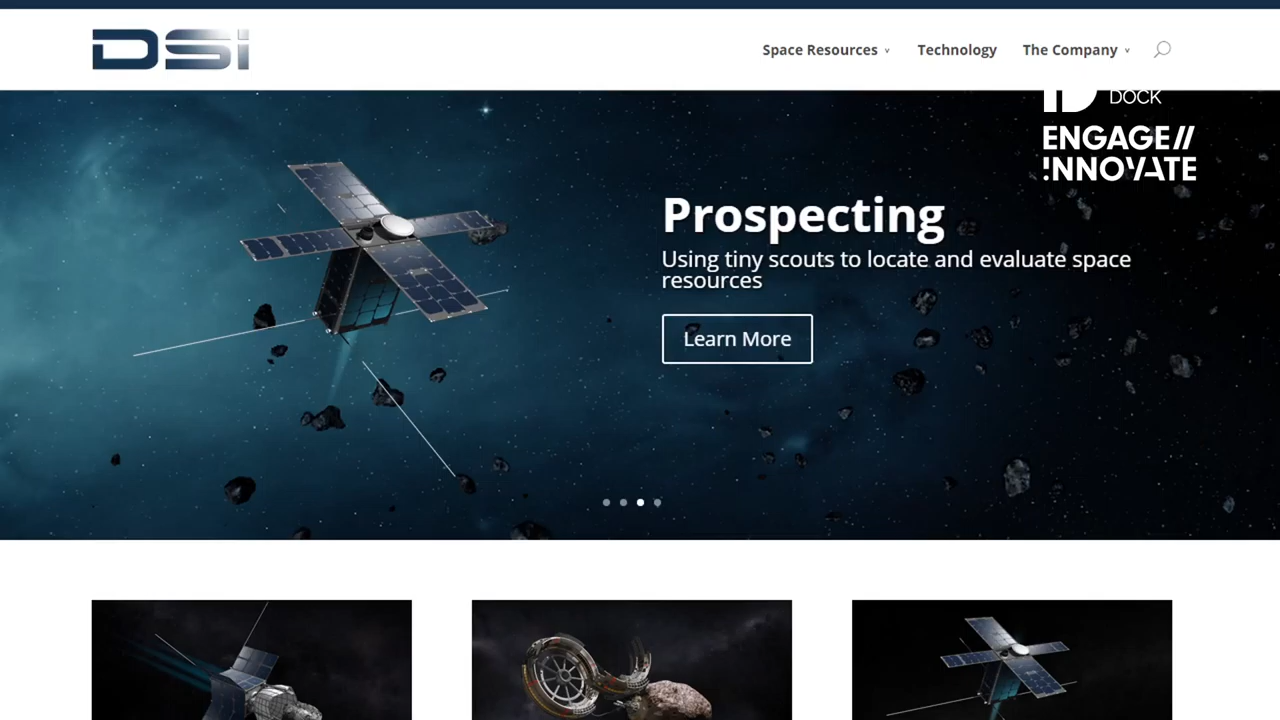 DSi
Space Resources
Technology
The Company
DOCK
ENGAGE//
INNOVATE
Prospecting
Using tiny scouts to locate and evaluate space
resources
Learn More